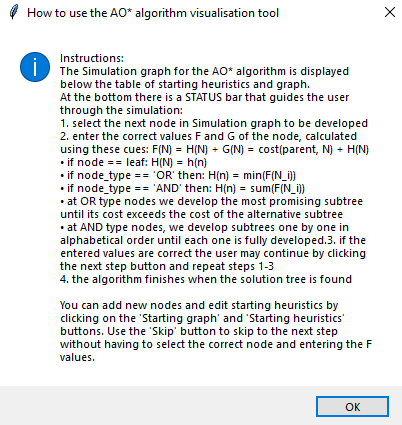 How to use the AO* algorithm visualisation tool
Instructions:
The Simulation graph for the AO* algorithm is displayed
below the table of starting heuristics and graph.
At the bottom there is a STATUS bar that guides the user
through the simulation:
1. select the next node in Simulation graph to be developed
2. enter the correct values F and G of the node, calculated
using these cues: F(N) = H(N) + G(N) = cost(parent, N) + H(N)
• if node == leaf: H(N) = h(n)
• if node_type == 'OR' then: H(n) = min(F(N_i))
• if node_type == 'AND' then: H(n) = sum(F(N_i))
• at OR type nodes we develop the most promising subtree
until its cost exceeds the cost of the alternative subtree
• at AND type nodes, we develop subtrees one by one in
alphabetical order until each one is fully developed.3. if the
entered values are correct the user may continue by clicking
the next step button and repeat steps 1-3
4. the algorithm finishes when the solution tree is found
You can add new nodes and edit starting heuristics by
clicking on the 'Starting graph' and 'Starting heuristics'
buttons. Use the 'Skip' button to skip to the next step
without having to select the correct node and entering the F
values.
OK